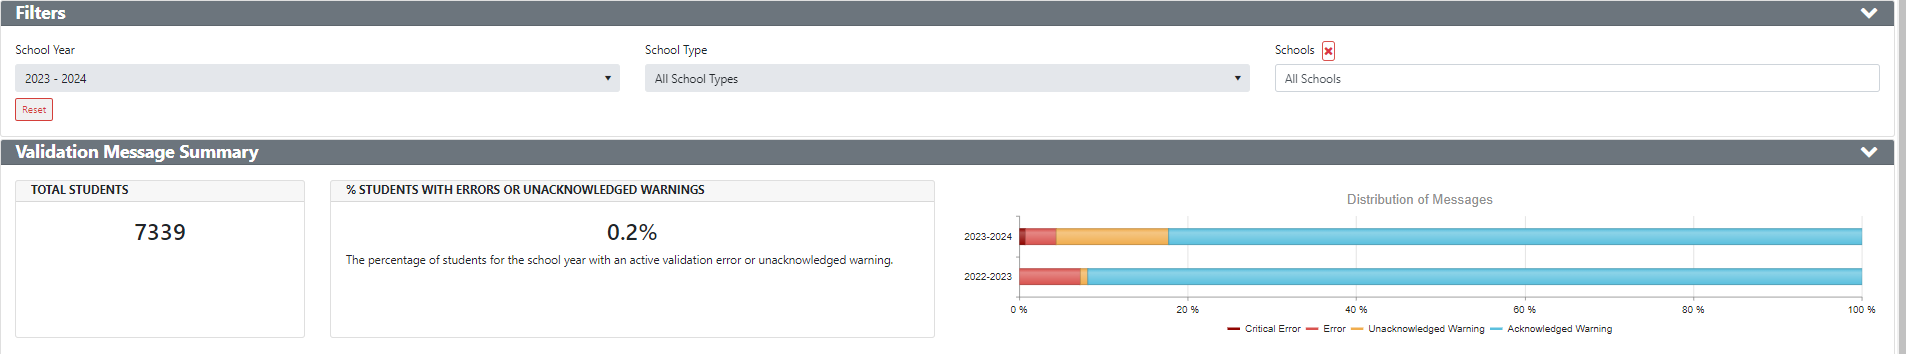 Filters
School Year
School Type
Schools
2023 - 2024
All School Types
All Schools
Reset
Validation Message Summary
TOTAL STUDENTS
7339
% STUDENTS WITH ERRORS OR UNACKNOWLEDGED WARNINGS
0.2%
The percentage of students for the school year with an active validation error or unacknowledged warning.
Distribution of Messages
2023-2024
2022-2023
0 % 20 % 40 % 60 % 80 % 100 %
Critical Error Error Unacknowledged Warning Acknowledged Warning